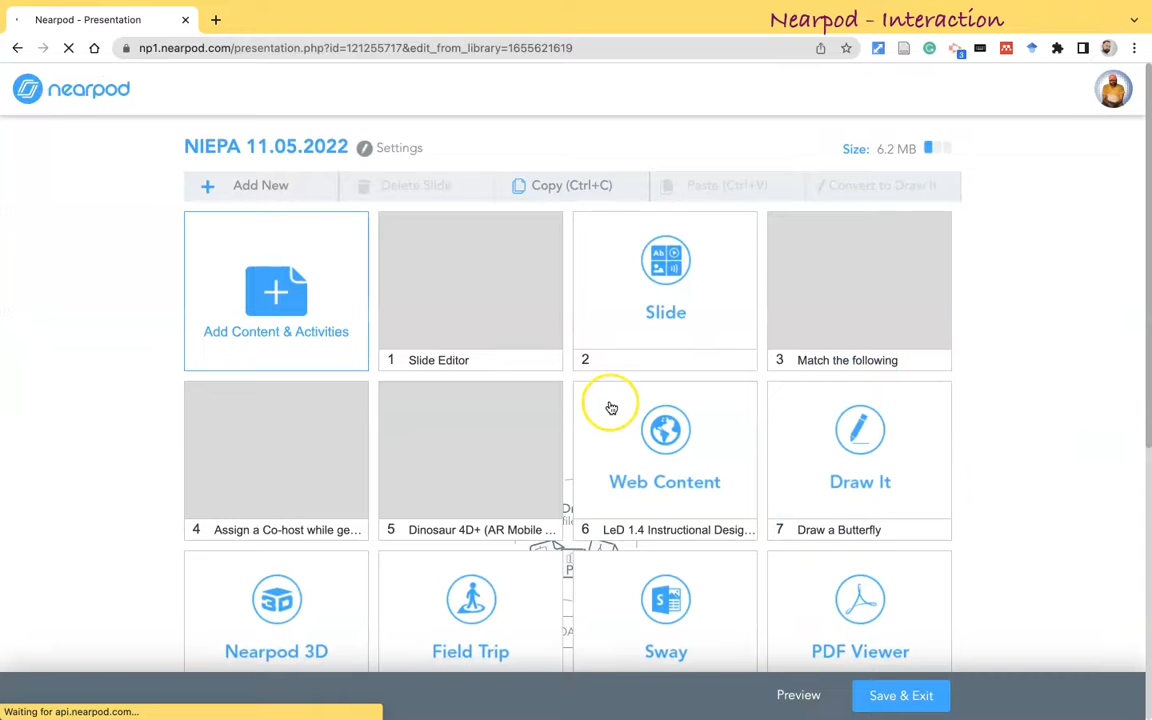 Nearpod - Presentation
Nearpod - Interaction
np1.nearpod.com/presentation.php?id=121255717&edit_from_library=1655621619
3
nearpod
NIEPA 11.05.2022 Settings
Size: 6.2 MB
Add New Delete Slide Copy (Ctrl+C) Paste (Ctrl+V) Convert to Draw It
Add Content & Activities
Ab
Slide
1 Slide Editor
2
3 Match the following
Web Content
Draw It
4 Assign a Co-host while ge...
5 Dinosaur 4D+ (AR Mobile ...
6 LeD 1.4 Instructional Desig...
7 Draw a Butterfly
3D
S
Nearpod 3D
Field Trip
Sway
PDF Viewer
Preview
Save & Exit
Waiting for api.nearpod.com...